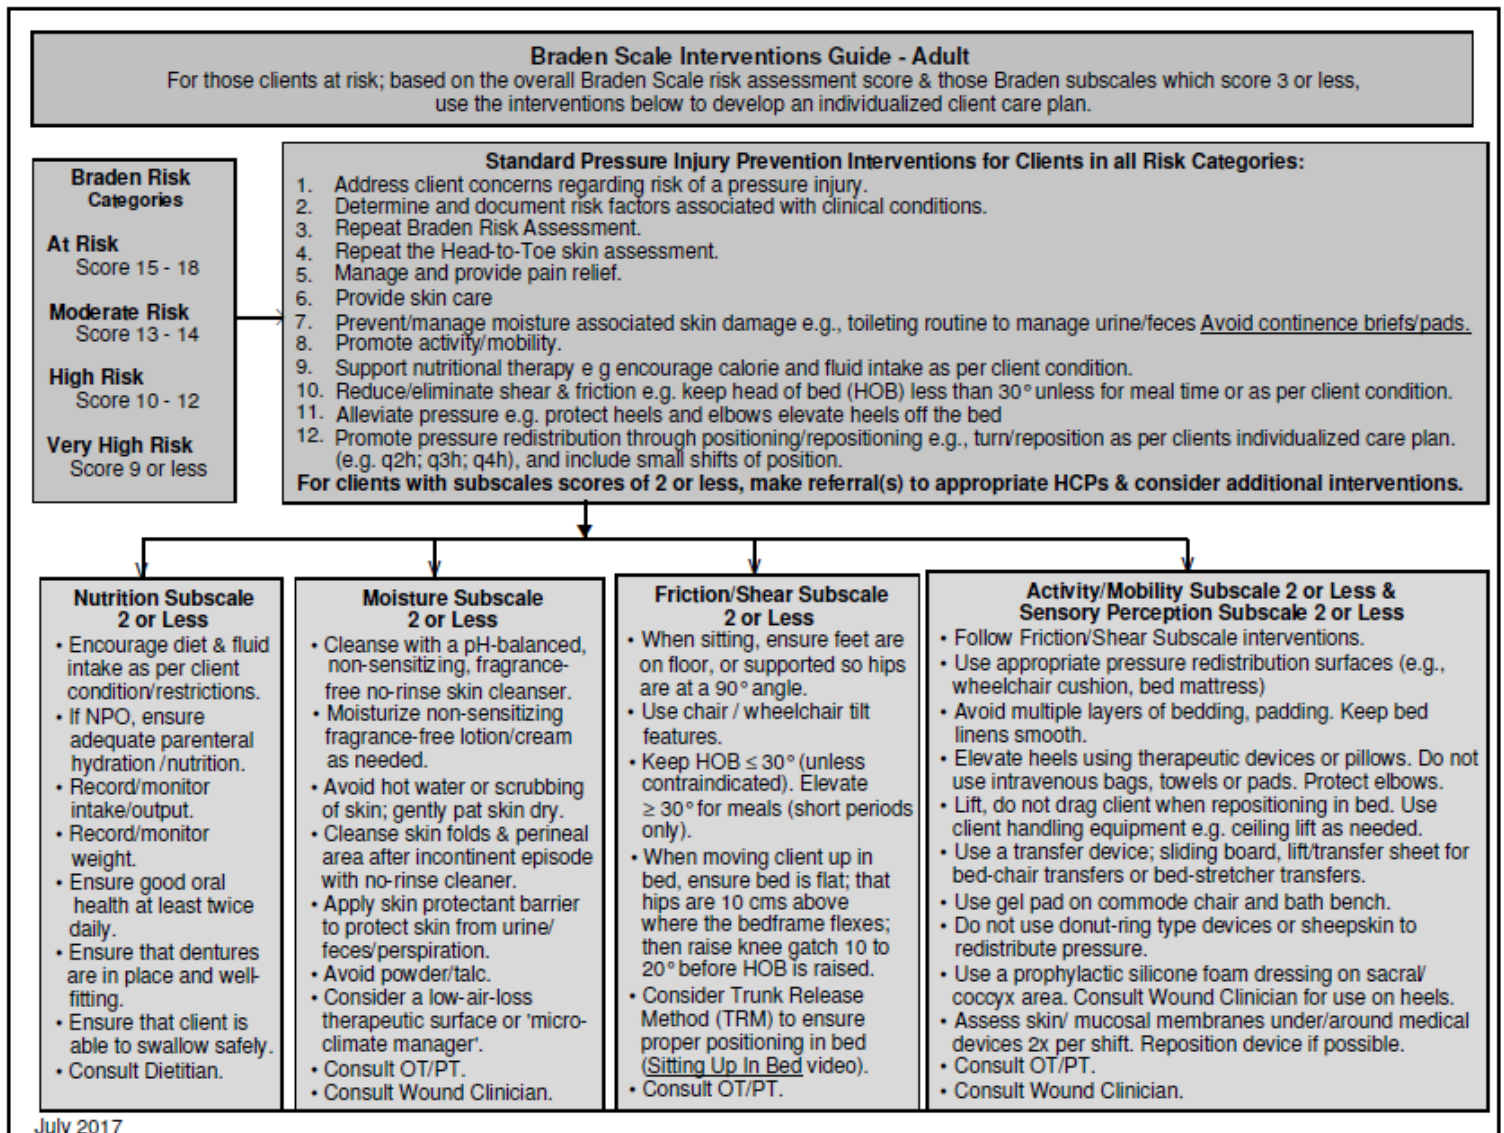 Braden Scale Interventions Guide - Adult
For those clients at risk; based on the overall Braden Scale risk assessment score & those Braden subscales which score 3 or less,
use the interventions below to develop an individualized client care plan.
Braden Risk
Categories
At Risk
Score 15 - 18
Moderate Risk
Score 13 - 14
High Risk
Score 10 - 12
Very High Risk
Score 9 or less
Standard Pressure Injury Prevention Interventions for Clients in all Risk Categories:
1. Address client concerns regarding risk of a pressure injury.
2. Determine and document risk factors associated with clinical conditions.
3. Repeat Braden Risk Assessment.
4. Repeat the Head-to-Toe skin assessment.
5. Manage and provide pain relief.
6. Provide skin care
7. Prevent/manage moisture associated skin damage e.g., toileting routine to manage urine/feces Avoid continence briefs/pads.
8. Promote activity/mobility.
9. Support nutritional therapy e g encourage calorie and fluid intake as per client condition.
10. Reduce/eliminate shear & friction e.g. keep head of bed (HOB) less than 30° unless for meal time or as per client condition.
11. Alleviate pressure e.g. protect heels and elbows elevate heels off the bed
12. Promote pressure redistribution through positioning/repositioning e.g., turn/reposition as per clients individualized care plan.
(e.g. q2h; q3h; q4h), and include small shifts of position.
For clients with subscales scores of 2 or less, make referral(s) to appropriate HCPs & consider additional interventions.
Nutrition Subscale
2 or Less
• Encourage diet & fluid
intake as per client
condition/restrictions.
• If NPO, ensure
adequate parenteral
hydration /nutrition.
• Record/monitor
intake/output.
• Record/monitor
weight.
• Ensure good oral
health at least twice
daily.
• Ensure that dentures
are in place and well-
fitting.
• Ensure that client is
able to swallow safely.
• Consult Dietitian.
Moisture Subscale
2 or Less
• Cleanse with a pH-balanced,
non-sensitizing, fragrance-
free no-rinse skin cleanser.
• Moisturize non-sensitizing
fragrance-free lotion/cream
as needed.
• Avoid hot water or scrubbing
of skin; gently pat skin dry.
• Cleanse skin folds & perineal
area after incontinent episode
with no-rinse cleaner.
• Apply skin protectant barrier
to protect skin from urine/
feces/perspiration.
• Avoid powder/talc.
• Consider a low-air-loss
therapeutic surface or 'micro-
climate manager'.
• Consult OT/PT.
• Consult Wound Clinician.
Friction/Shear Subscale
2 or Less
• When sitting, ensure feet are
on floor, or supported so hips
are at a 90° angle.
• Use chair / wheelchair tilt
features.
• Keep HOB ≤ 30° (unless
contraindicated). Elevate
≥ 30° for meals (short periods
only).
• When moving client up in
bed, ensure bed is flat; that
hips are 10 cms above
where the bedframe flexes;
then raise knee gatch 10 to
20° before HOB is raised.
• Consider Trunk Release
Method (TRM) to ensure
proper positioning in bed
(Sitting Up In Bed video).
• Consult OT/PT.
Activity/Mobility Subscale 2 or Less &
Sensory Perception Subscale 2 or Less
• Follow Friction/Shear Subscale interventions.
• Use appropriate pressure redistribution surfaces (e.g.,
wheelchair cushion, bed mattress)
• Avoid multiple layers of bedding, padding. Keep bed
linens smooth.
• Elevate heels using therapeutic devices or pillows. Do not
use intravenous bags, towels or pads. Protect elbows.
• Lift, do not drag client when repositioning in bed. Use
client handling equipment e.g. ceiling lift as needed.
• Use a transfer device; sliding board, lift/transfer sheet for
bed-chair transfers or bed-stretcher transfers.
• Use gel pad on commode chair and bath bench.
• Do not use donut-ring type devices or sheepskin to
redistribute pressure.
• Use a prophylactic silicone foam dressing on sacral/
coccyx area. Consult Wound Clinician for use on heels.
• Assess skin/ mucosal membranes under/around medical
devices 2x per shift. Reposition device if possible.
• Consult OT/PT.
• Consult Wound Clinician.
July 2017